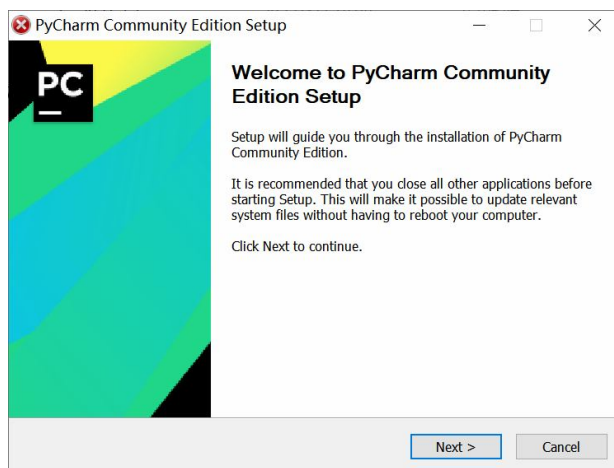 PyCharm Community Edition Setup
PC
Welcome to PyCharm Community
Edition Setup
Setup will guide you through the installation of PyCharm
Community Edition.
It is recommended that you close all other applications before
starting Setup. This will make it possible to update relevant
system files without having to reboot your computer.
Click Next to continue.
Next >
Cancel